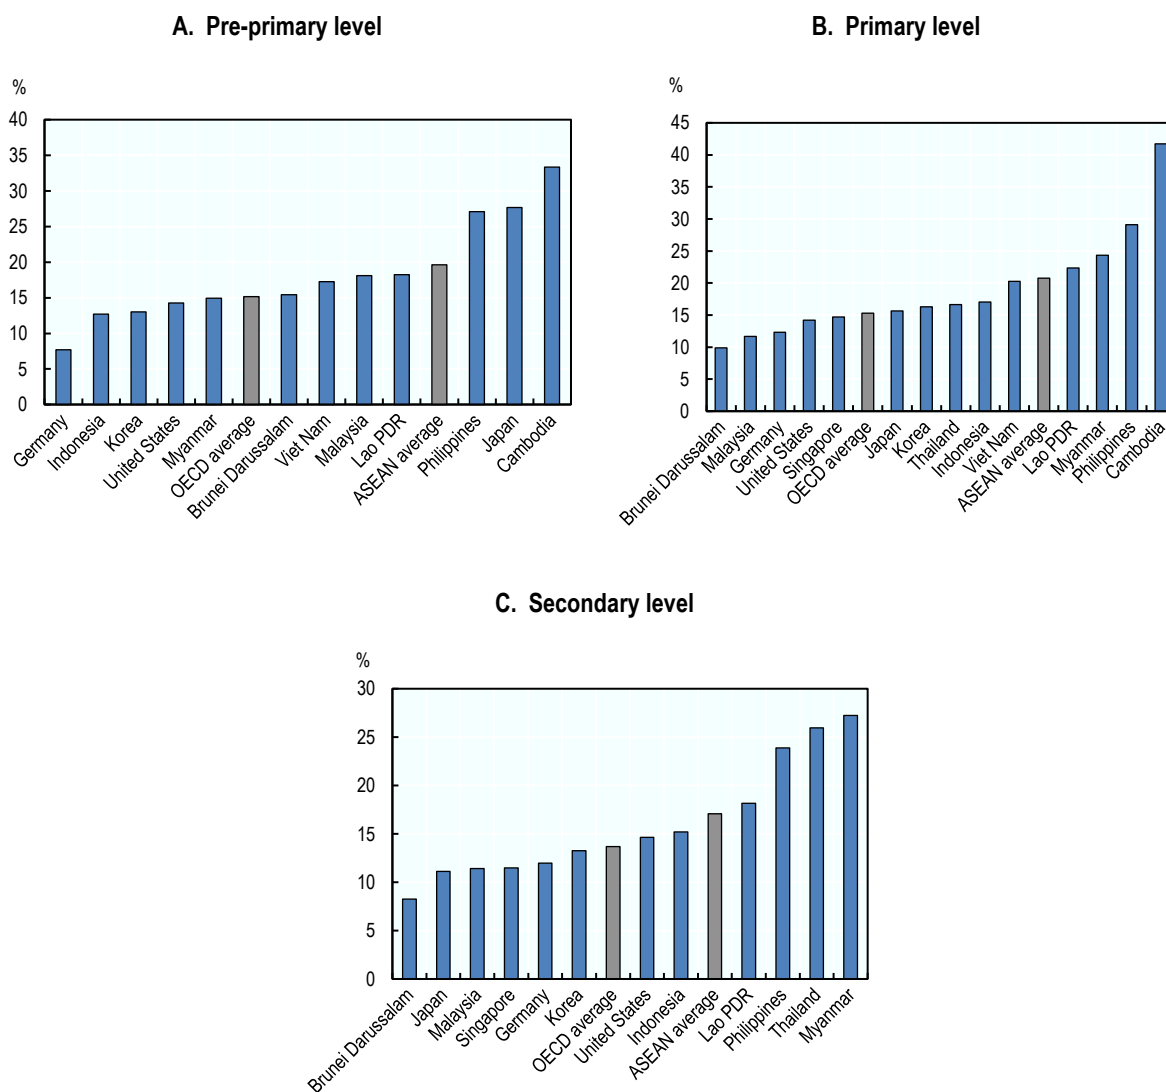 A. Pre-primary level
%
40
35
30
25
20
15
10
5
0
Germany
Indonesia
Korea
United States
Myanmar
OECD average
Brunei Darussalam
Viet Nam
Malaysia
Lao PDR
ASEAN average
Philippines
Japan
Cambodia
B. Primary level
%
45
40
35
30
25
20
15
10
5
0
Brunei Darussalam
Malaysia
Germany
United States
Singapore
OECD average
Japan
Korea
Thailand
Indonesia
Viet Nam
ASEAN average
Lao PDR
Myanmar
Philippines
Cambodia
C. Secondary level
%
30
25
20
15
10
5
0
Brunei Darussalam
Japan
Malaysia
Singapore
Germany
Korea
OECD average
United States
Indonesia
ASEAN average
Lao PDR
Philippines
Thailand
Myanmar